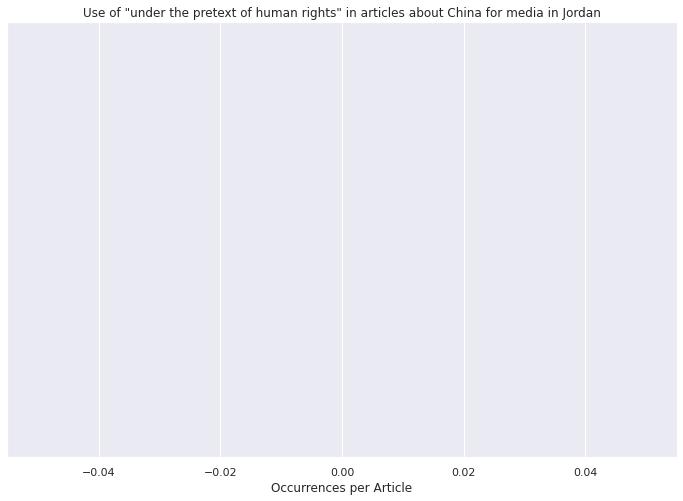 Use of "under the pretext of human rights" in articles about China for media in Jordan
−0.04 −0.02 0.00 0.02 0.04
Occurrences per Article